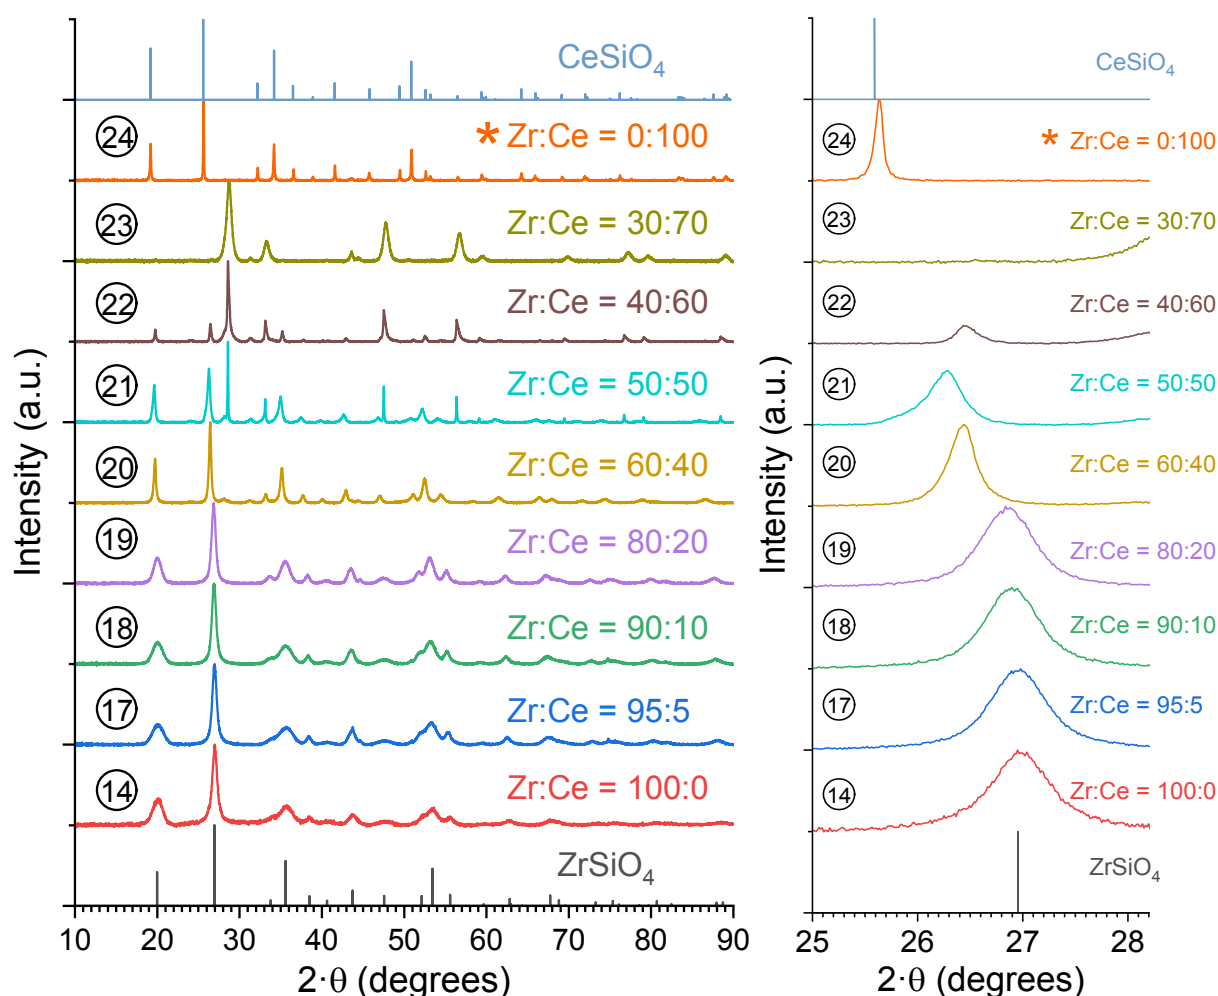 CeSiO4
24
* Zr:Ce = 0:100
23
Zr:Ce = 30:70
22
Zr:Ce = 40:60
21
Zr:Ce = 50:50
20
Zr:Ce = 60:40
19
Zr:Ce = 80:20
18
Zr:Ce = 90:10
17
Zr:Ce = 95:5
14
Zr:Ce = 100:0
ZrSiO4
Intensity (a.u.)
10 20 30 40 50 60 70 80 90
2·θ (degrees)
CeSiO4
24
* Zr:Ce = 0:100
23
Zr:Ce = 30:70
22
Zr:Ce = 40:60
21
Zr:Ce = 50:50
20
Zr:Ce = 60:40
19
Zr:Ce = 80:20
18
Zr:Ce = 90:10
17
Zr:Ce = 95:5
14
Zr:Ce = 100:0
ZrSiO4
Intensity (a.u.)
25 26 27 28
2·θ (degrees)